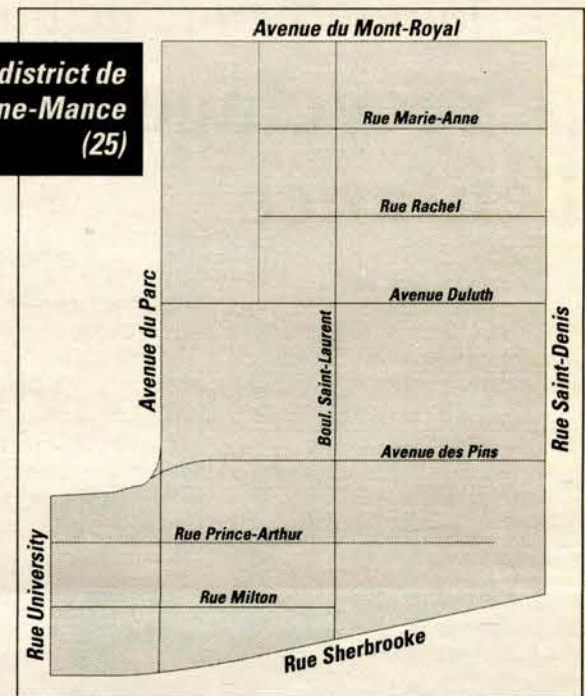 Avenue du Mont-Royal
district de
ne-Mance
(25)
Rue Marie-Anne
Rue Rachel
Avenue du Parc
Avenue Duluth
Boul. Saint-Laurent
Rue Saint-Denis
Avenue des Pins
Rue University
Rue Prince-Arthur
Rue Milton
Rue Sherbrooke